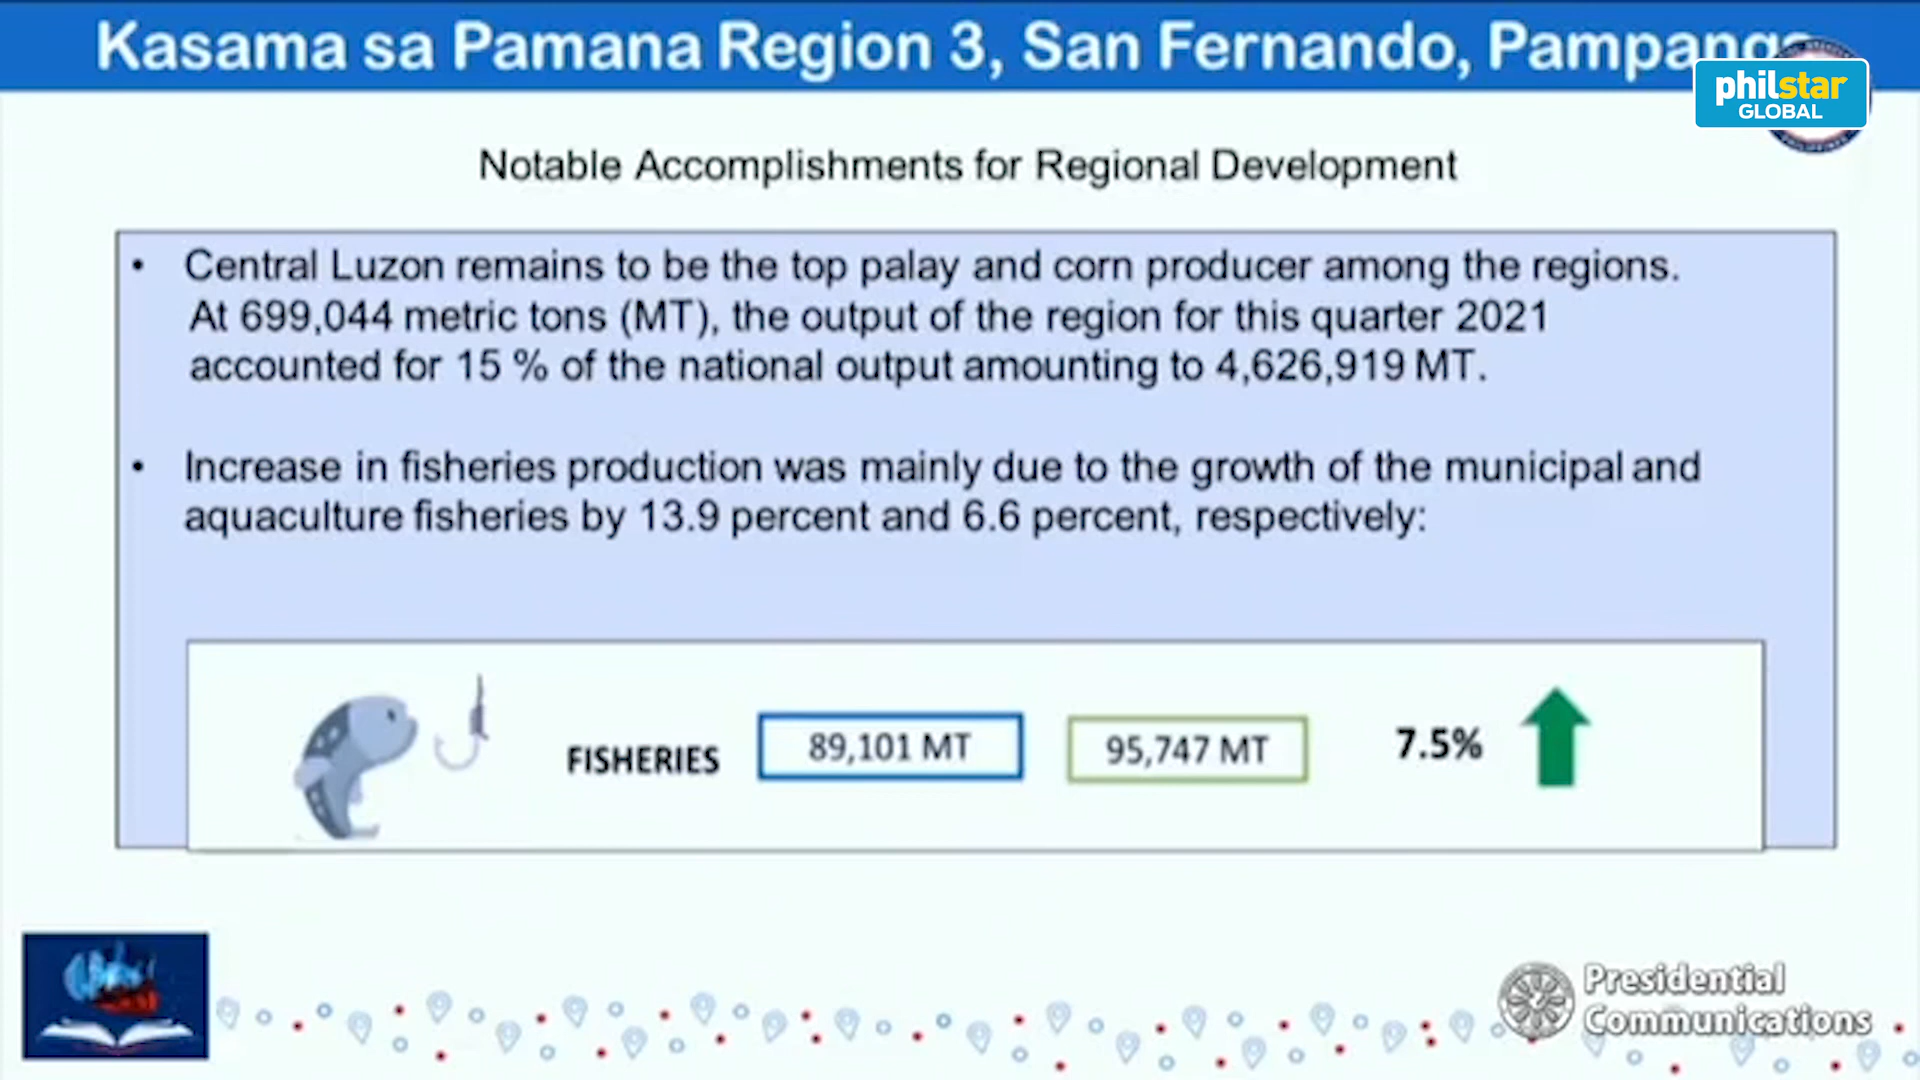 Kasama sa Pamana Region 3, San Fernando, Pampanga
philstar
GLOBAL
Notable Accomplishments for Regional Development
• Central Luzon remains to be the top palay and corn producer among the regions.
At 699,044 metric tons (MT), the output of the region for this quarter 2021
accounted for 15 % of the national output amounting to 4,626,919 MT.
• Increase in fisheries production was mainly due to the growth of the municipal and
aquaculture fisheries by 13.9 percent and 6.6 percent, respectively:
FISHERIES 89,101 MT 95,747 MT 7.5%
Presidential
Communications